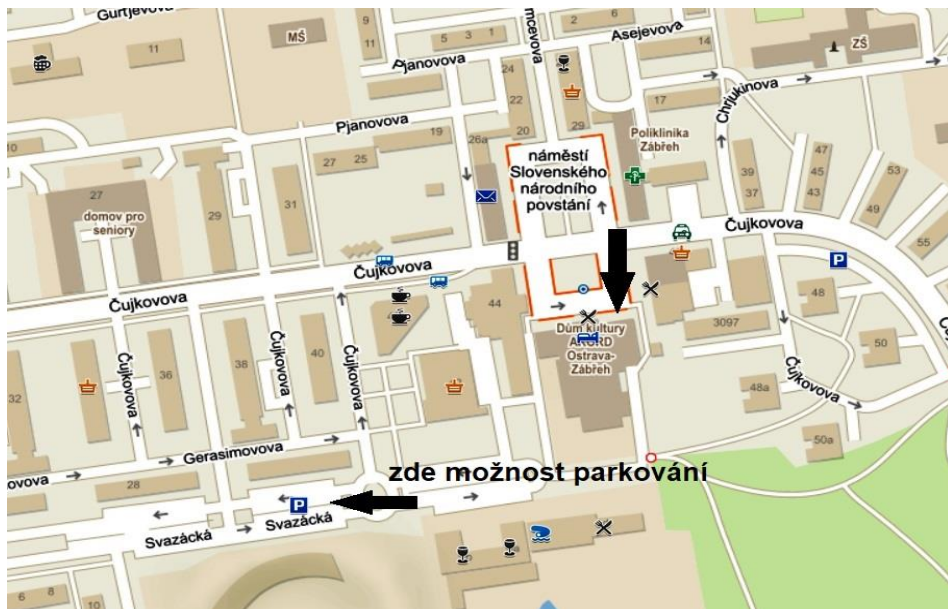 Gurtjevova
MŠ
11
9
11
5 3 1
mcevova
2
6
Asejevova
14
ZŠ
Pjanovova
24
22
20
29
17
Chrjukinova
Pjanovova
19
26a
27 25
10
náměstí
Slovenského
národního
povstání
Poliklinika
Zábřeh
39
37
47
45
43
53
49
55
27
domov pro
seniory
29
31
Čujkovova
Čujkovova
Čujkovova
P
44
48
50
3097
Dům kultury
AKORD
Ostrava-
Zábřeh
48a
Čujkovova
50a
32
36
38
40
Čujkovova
Čujkovova
Čujkovova
Gerasimovova
ovova
28
zde možnost parkování
P
Svazácká
Svazácká
6 8
10